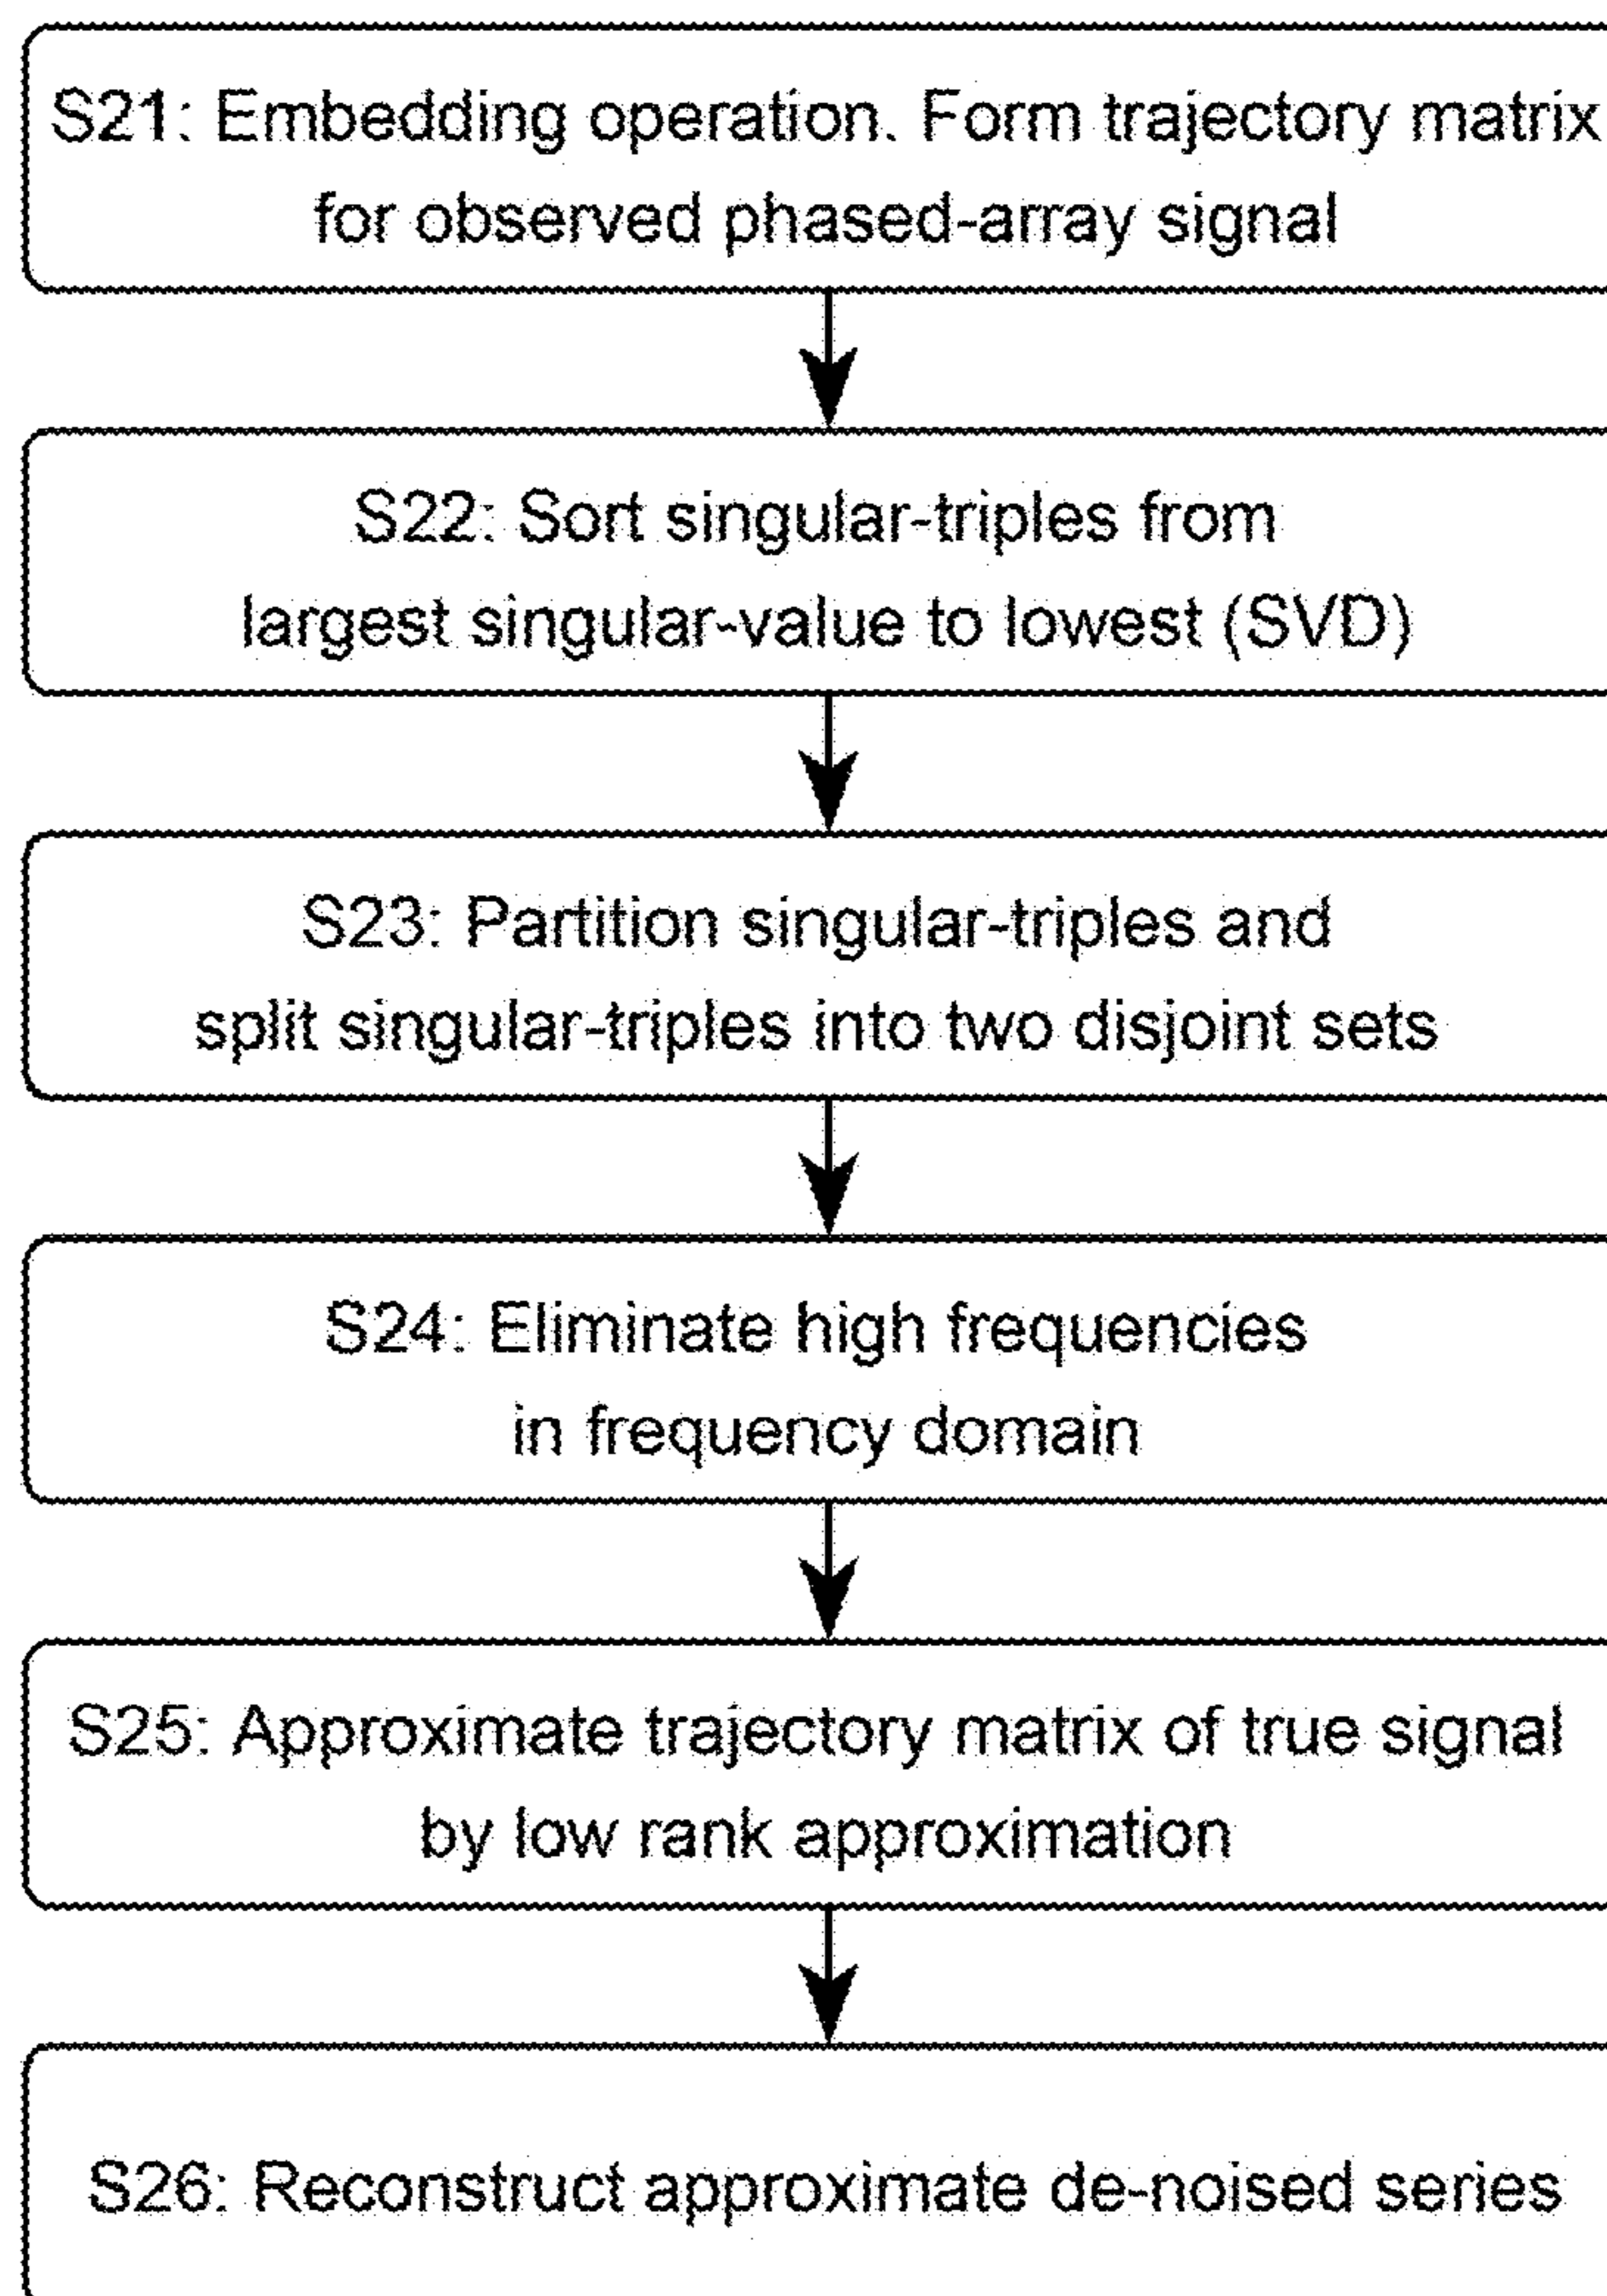 S21: Embedding operation. Form trajectory matrix
for observed phased-array signal
S22: Sort singular-triples from
largest singular-value to lowest (SVD)
S23: Partition singular-triples and
split singular-triples into two disjoint sets
S24: Eliminate high frequencies
in frequency domain
S25: Approximate trajectory matrix of true signal
by low rank approximation
S26: Reconstruct approximate de-noised series